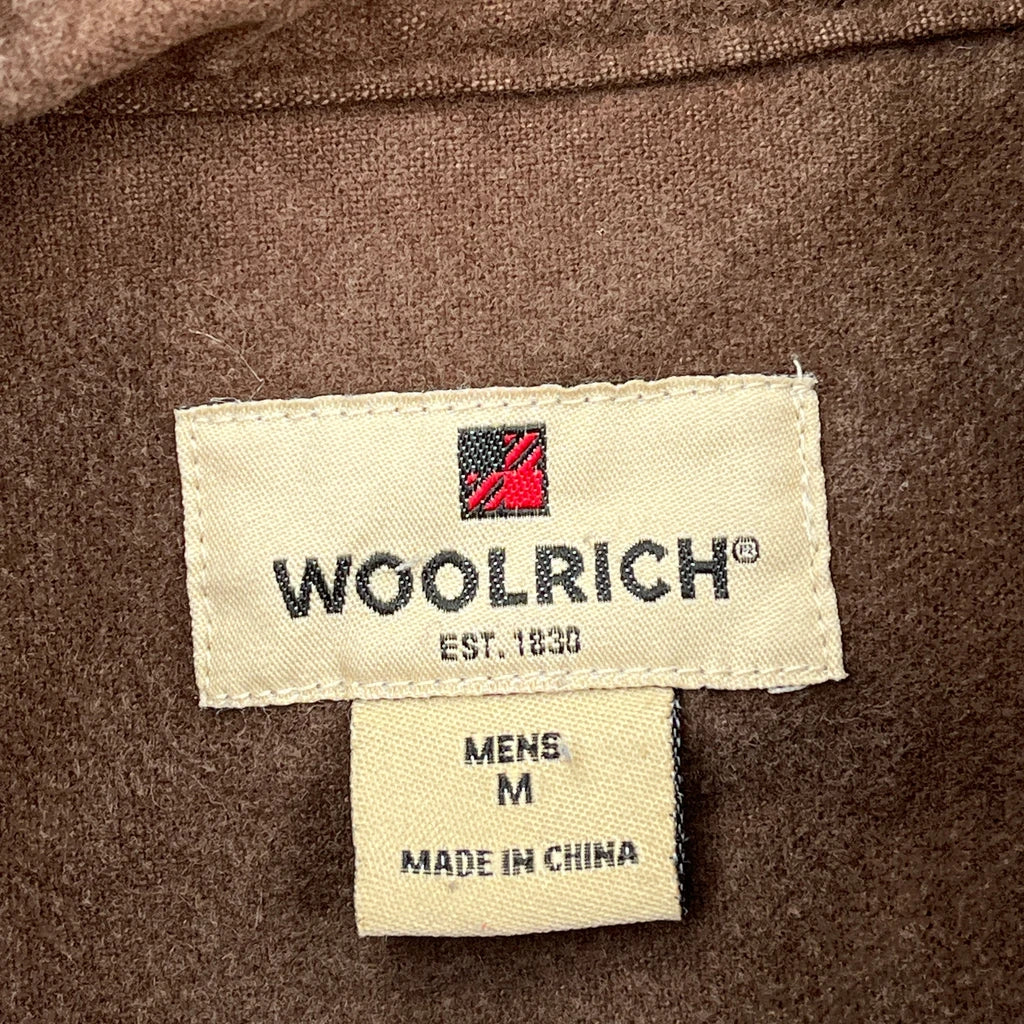 WOOLRICH®
EST. 1830
MENS
M
MADE IN CHINA